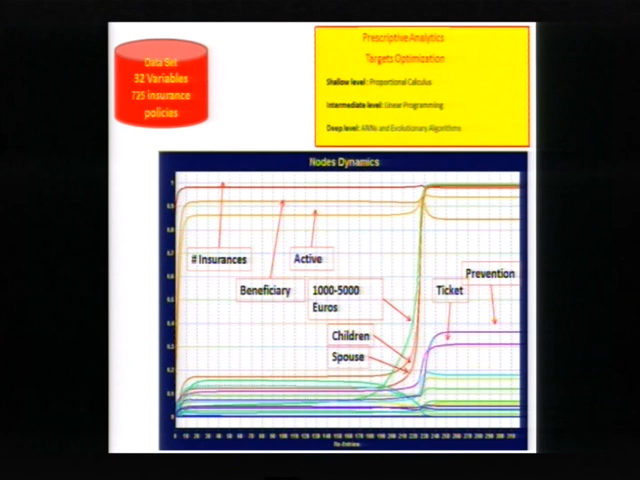 Data Set
32 Variables
725 insurance
policies
Prescriptive Analytics
Targets Optimization
Shallow level: Proportional Calculus
Intermediate level: Linear Programming
Deep level: ANNs and Evolutionary Algorithms
Nodes Dynamics
# Insurances
Active
Beneficiary
1000-5000
Euros
Prevention
Ticket
Children
Spouse